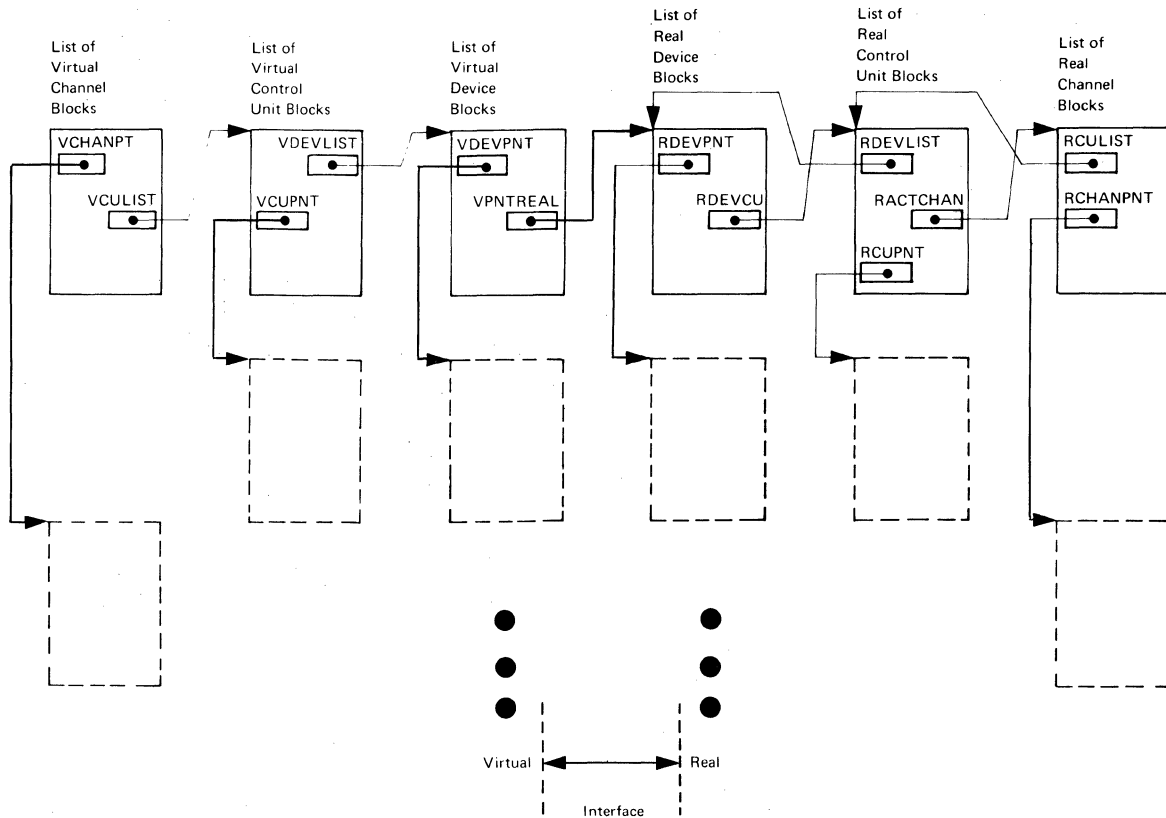 List of
Virtual
Channel
Blocks
List of
Virtual
Control
Unit Blocks
List of
Virtual
Device
Blocks
List of
Real
Device
Blocks
List of
Real
Control
Unit Blocks
List of
Real
Channel
Blocks
VCHANPT
VCULIST
VDEVLIST
VCUPNT
VDEVPNT
VPNTREAL
RDEVPNT
RDEVCU
RDEVLIST
RACTCHAN
RCUPNT
RCULIST
RCHANPNT
Virtual
Real
Interface